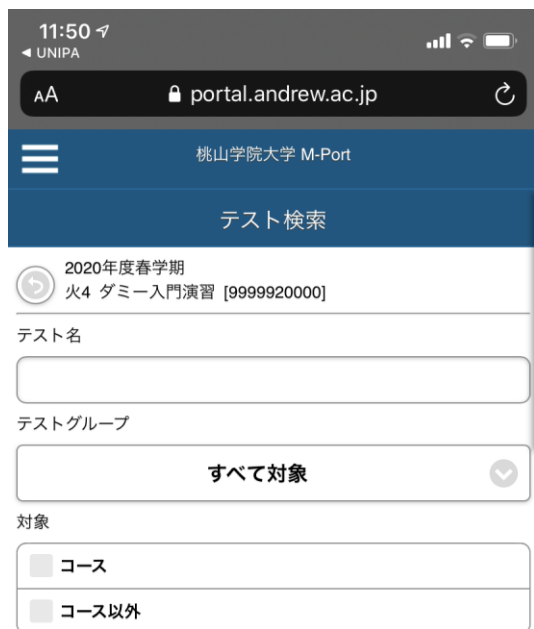 11:50
◀ UNIPA
AA portal.andrew.ac.jp
桃山学院大学 M-Port
テスト検索
2020年度春学期
火4 ダミー入門演習 [9999920000]
テスト名
テストグループ
すべて対象
対象
コース
コース以外